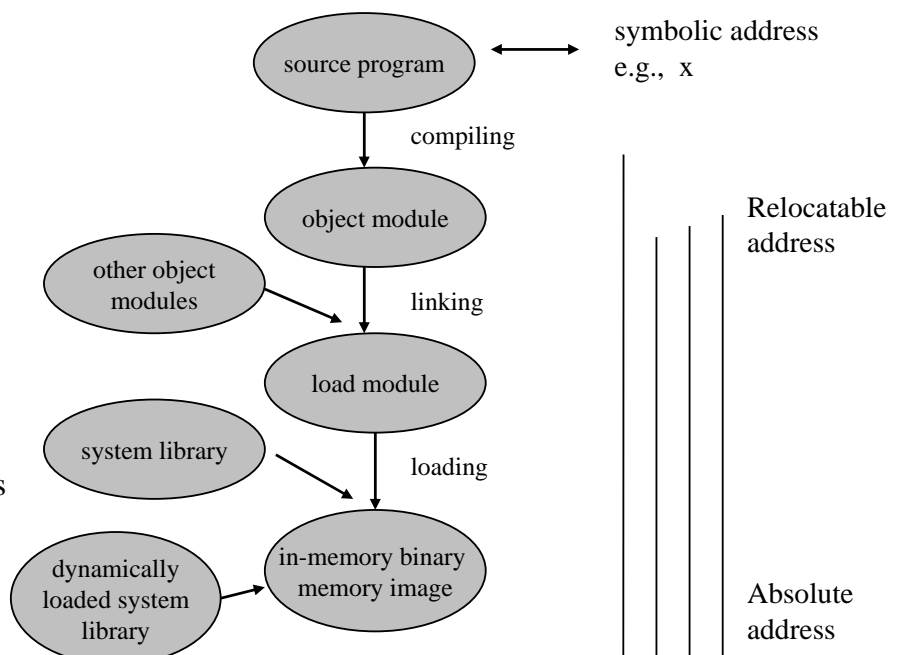 source program
symbolic address
e.g., x
compiling
object module
Relocatable
address
other object
modules
linking
load module
system library
loading
s
in-memory binary
memory image
dynamically
loaded system
library
Absolute
address